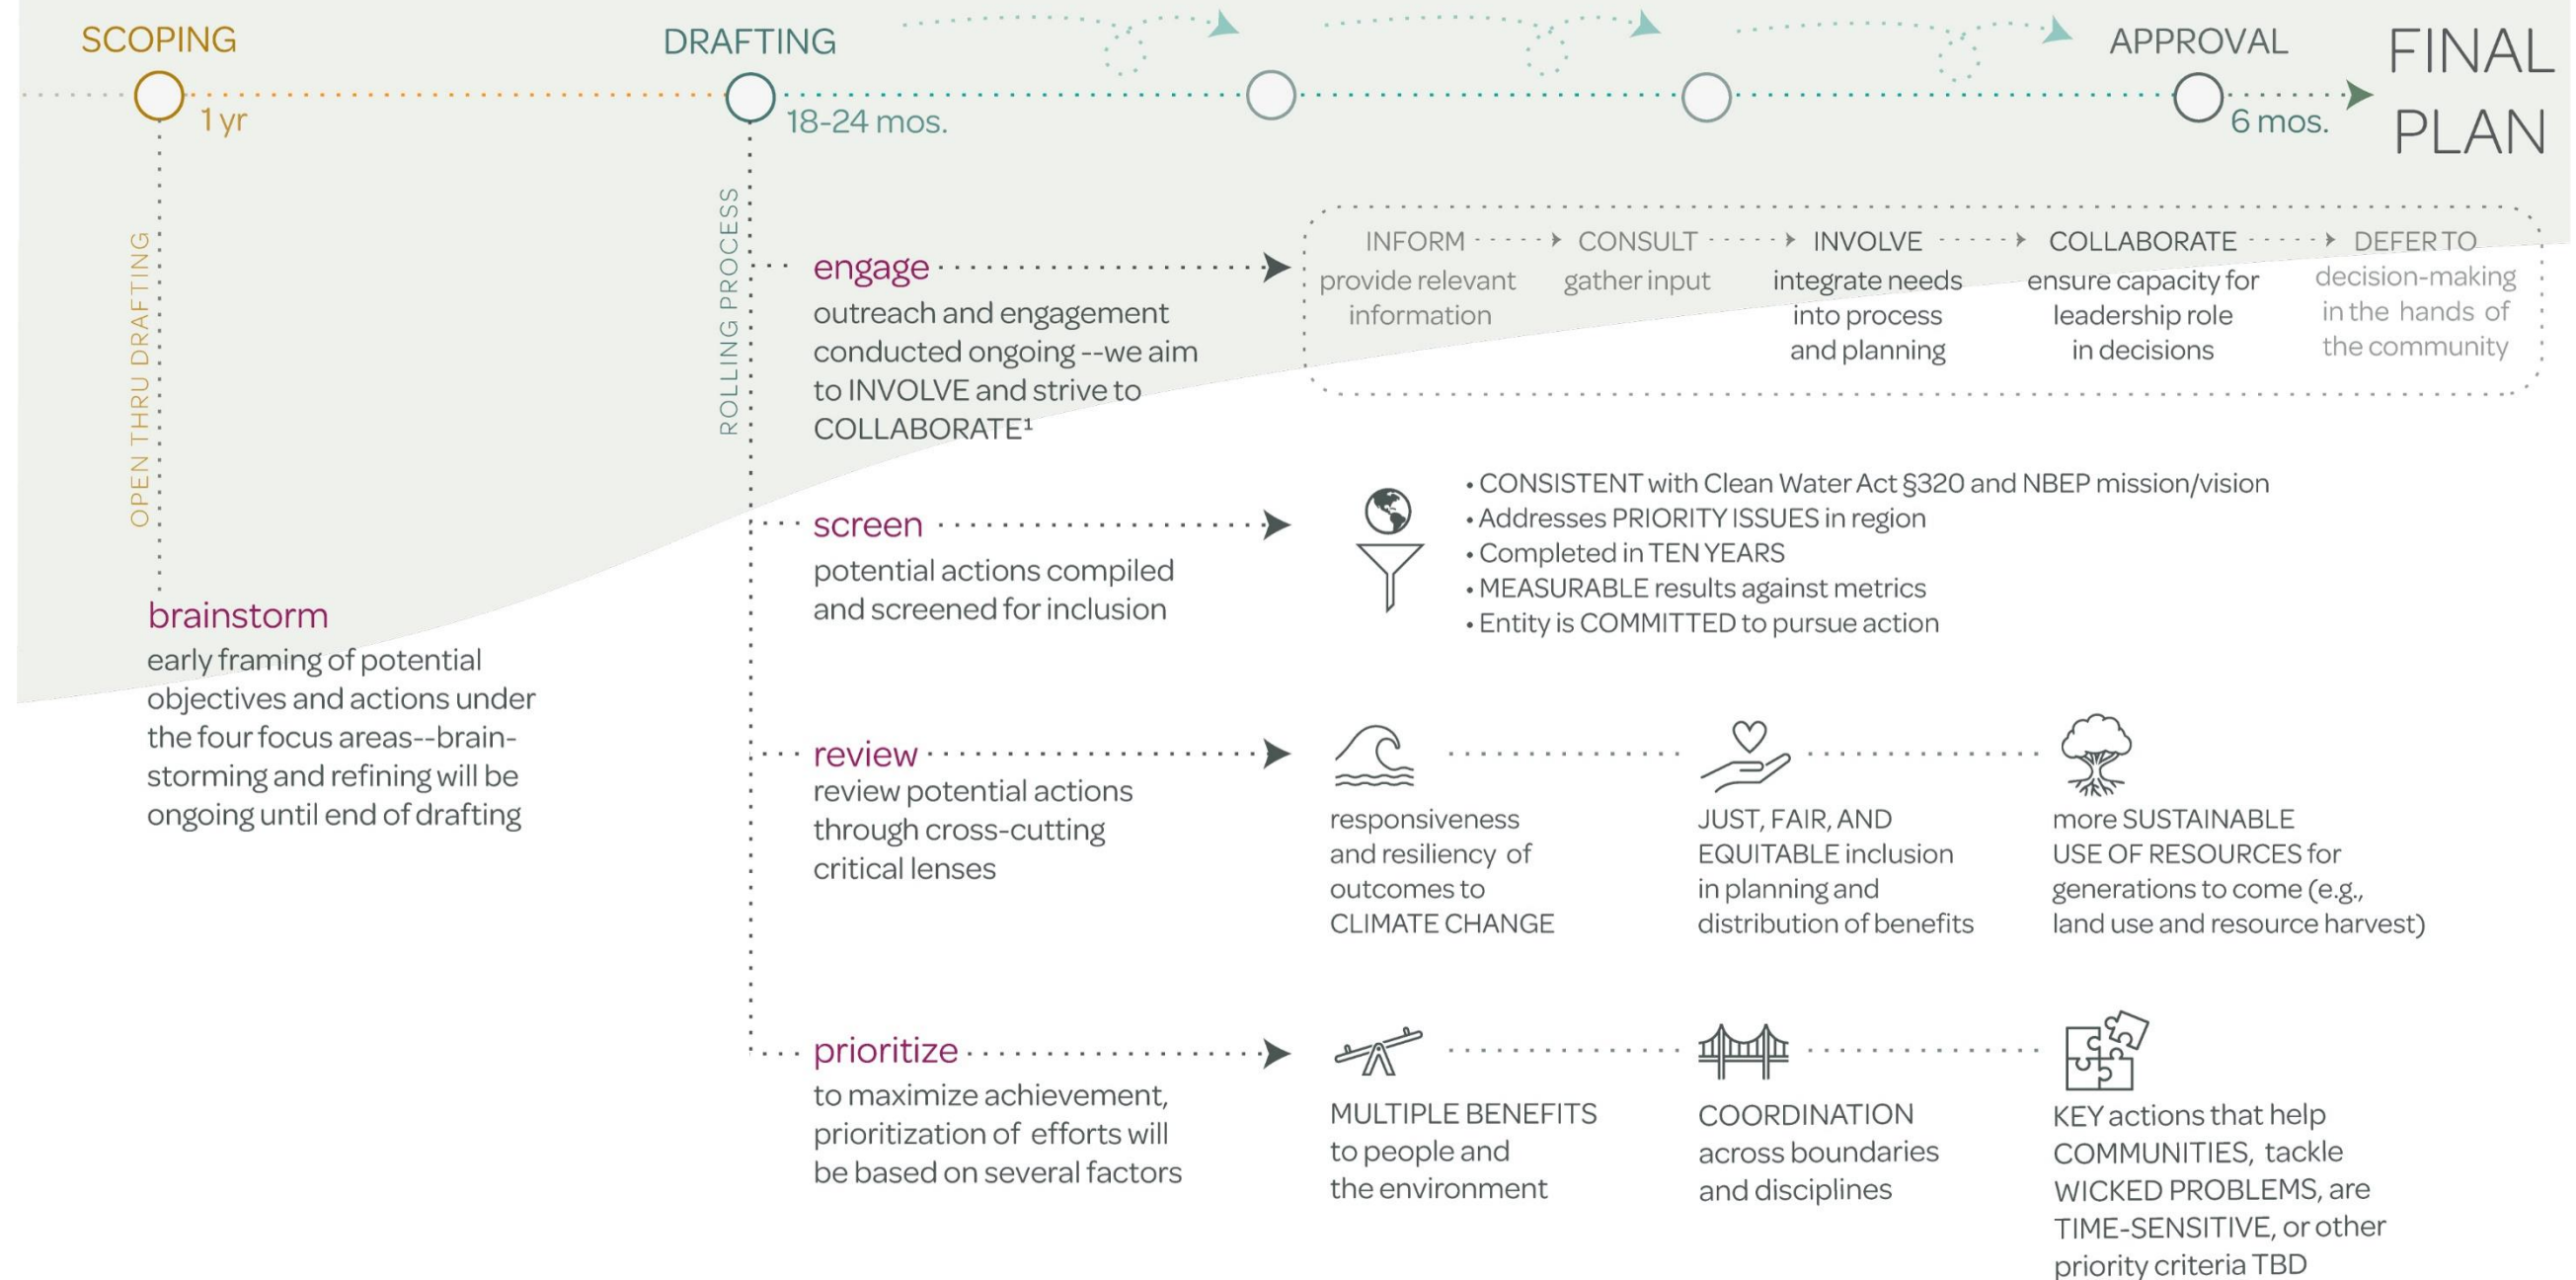 SCOPING
1 yr
DRAFTING
18-24 mos.
APPROVAL
6 mos.
FINAL
PLAN
OPEN THRU DRAFTING
brainstorm
early framing of potential
objectives and actions under
the four focus areas--brain-
storming and refining will be
ongoing until end of drafting
ROLLING PROCESS
engage
outreach and engagement
conducted ongoing --we aim
to INVOLVE and strive to
COLLABORATE¹
INFORM
provide relevant
information
CONSULT
gather input
INVOLVE
integrate needs
into process
and planning
COLLABORATE
ensure capacity for
leadership role
in decisions
DEFER TO
decision-making
in the hands of
the community
screen
potential actions compiled
and screened for inclusion
• CONSISTENT with Clean Water Act §320 and NBEP mission/vision
• Addresses PRIORITY ISSUES in region
• Completed in TEN YEARS
• MEASURABLE results against metrics
• Entity is COMMITTED to pursue action
review
review potential actions
through cross-cutting
critical lenses
responsiveness
and resiliency of
outcomes to
CLIMATE CHANGE
JUST, FAIR, AND
EQUITABLE inclusion
in planning and
distribution of benefits
more SUSTAINABLE
USE OF RESOURCES for
generations to come (e.g.,
land use and resource harvest)
prioritize
to maximize achievement,
prioritization of efforts will
be based on several factors
MULTIPLE BENEFITS
to people and
the environment
COORDINATION
across boundaries
and disciplines
KEY actions that help
COMMUNITIES, tackle
WICKED PROBLEMS, are
TIME-SENSITIVE, or other
priority criteria TBD